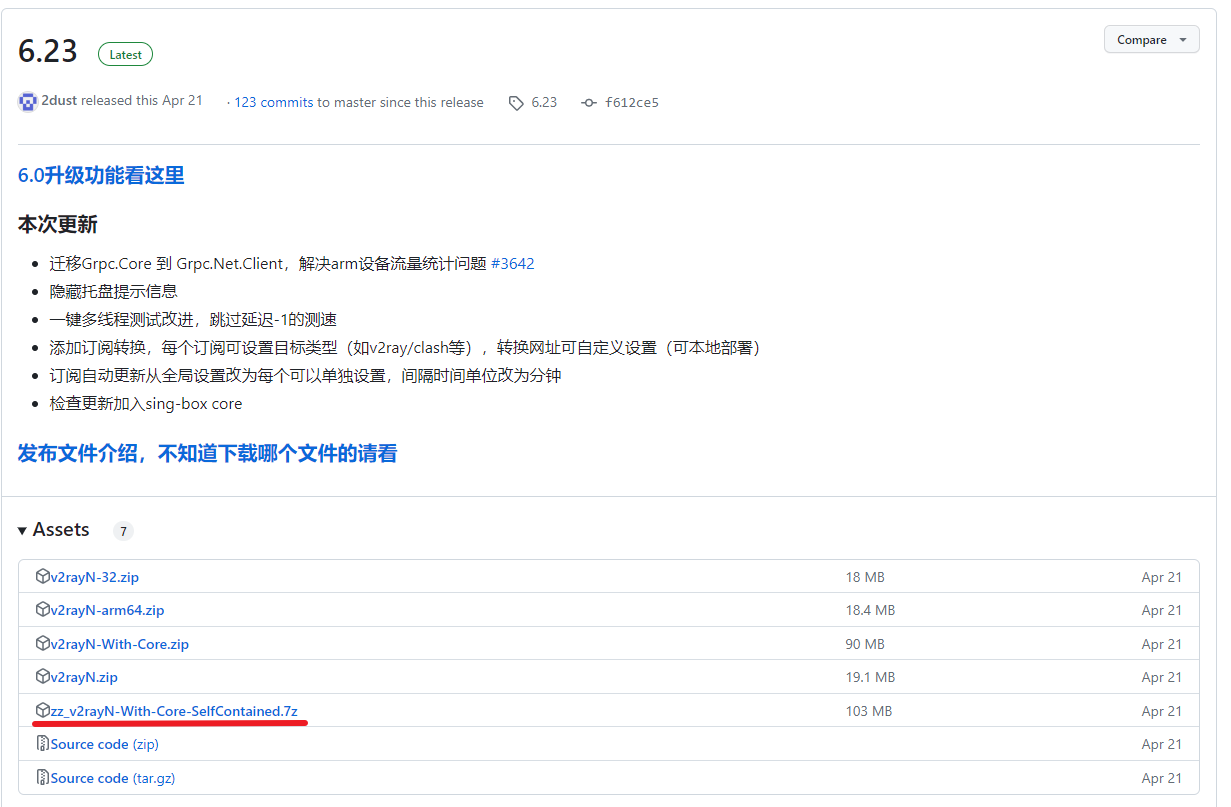 6.23 Latest Compare
2dust released this Apr 21 · 123 commits to master since this release 6.23 f612ce5
6.0升级功能看这里
本次更新
迁移Grpc.Core 到 Grpc.Net.Client，解决arm设备流量统计问题 #3642
隐藏托盘提示信息
一键多线程测试改进，跳过延迟-1的测速
添加订阅转换，每个订阅可设置目标类型（如v2ray/clash等），转换网址可自定义设置（可本地部署）
订阅自动更新从全局设置改为每个可以单独设置，间隔时间单位改为分钟
检查更新加入sing-box core
发布文件介绍，不知道下载哪个文件的请看
Assets 7
v2rayN-32.zip 18 MB Apr 21
v2rayN-arm64.zip 18.4 MB Apr 21
v2rayN-With-Core.zip 90 MB Apr 21
v2rayN.zip 19.1 MB Apr 21
zz_v2rayN-With-Core-SelfContained.7z 103 MB Apr 21
Source code (zip) Apr 21
Source code (tar.gz) Apr 21